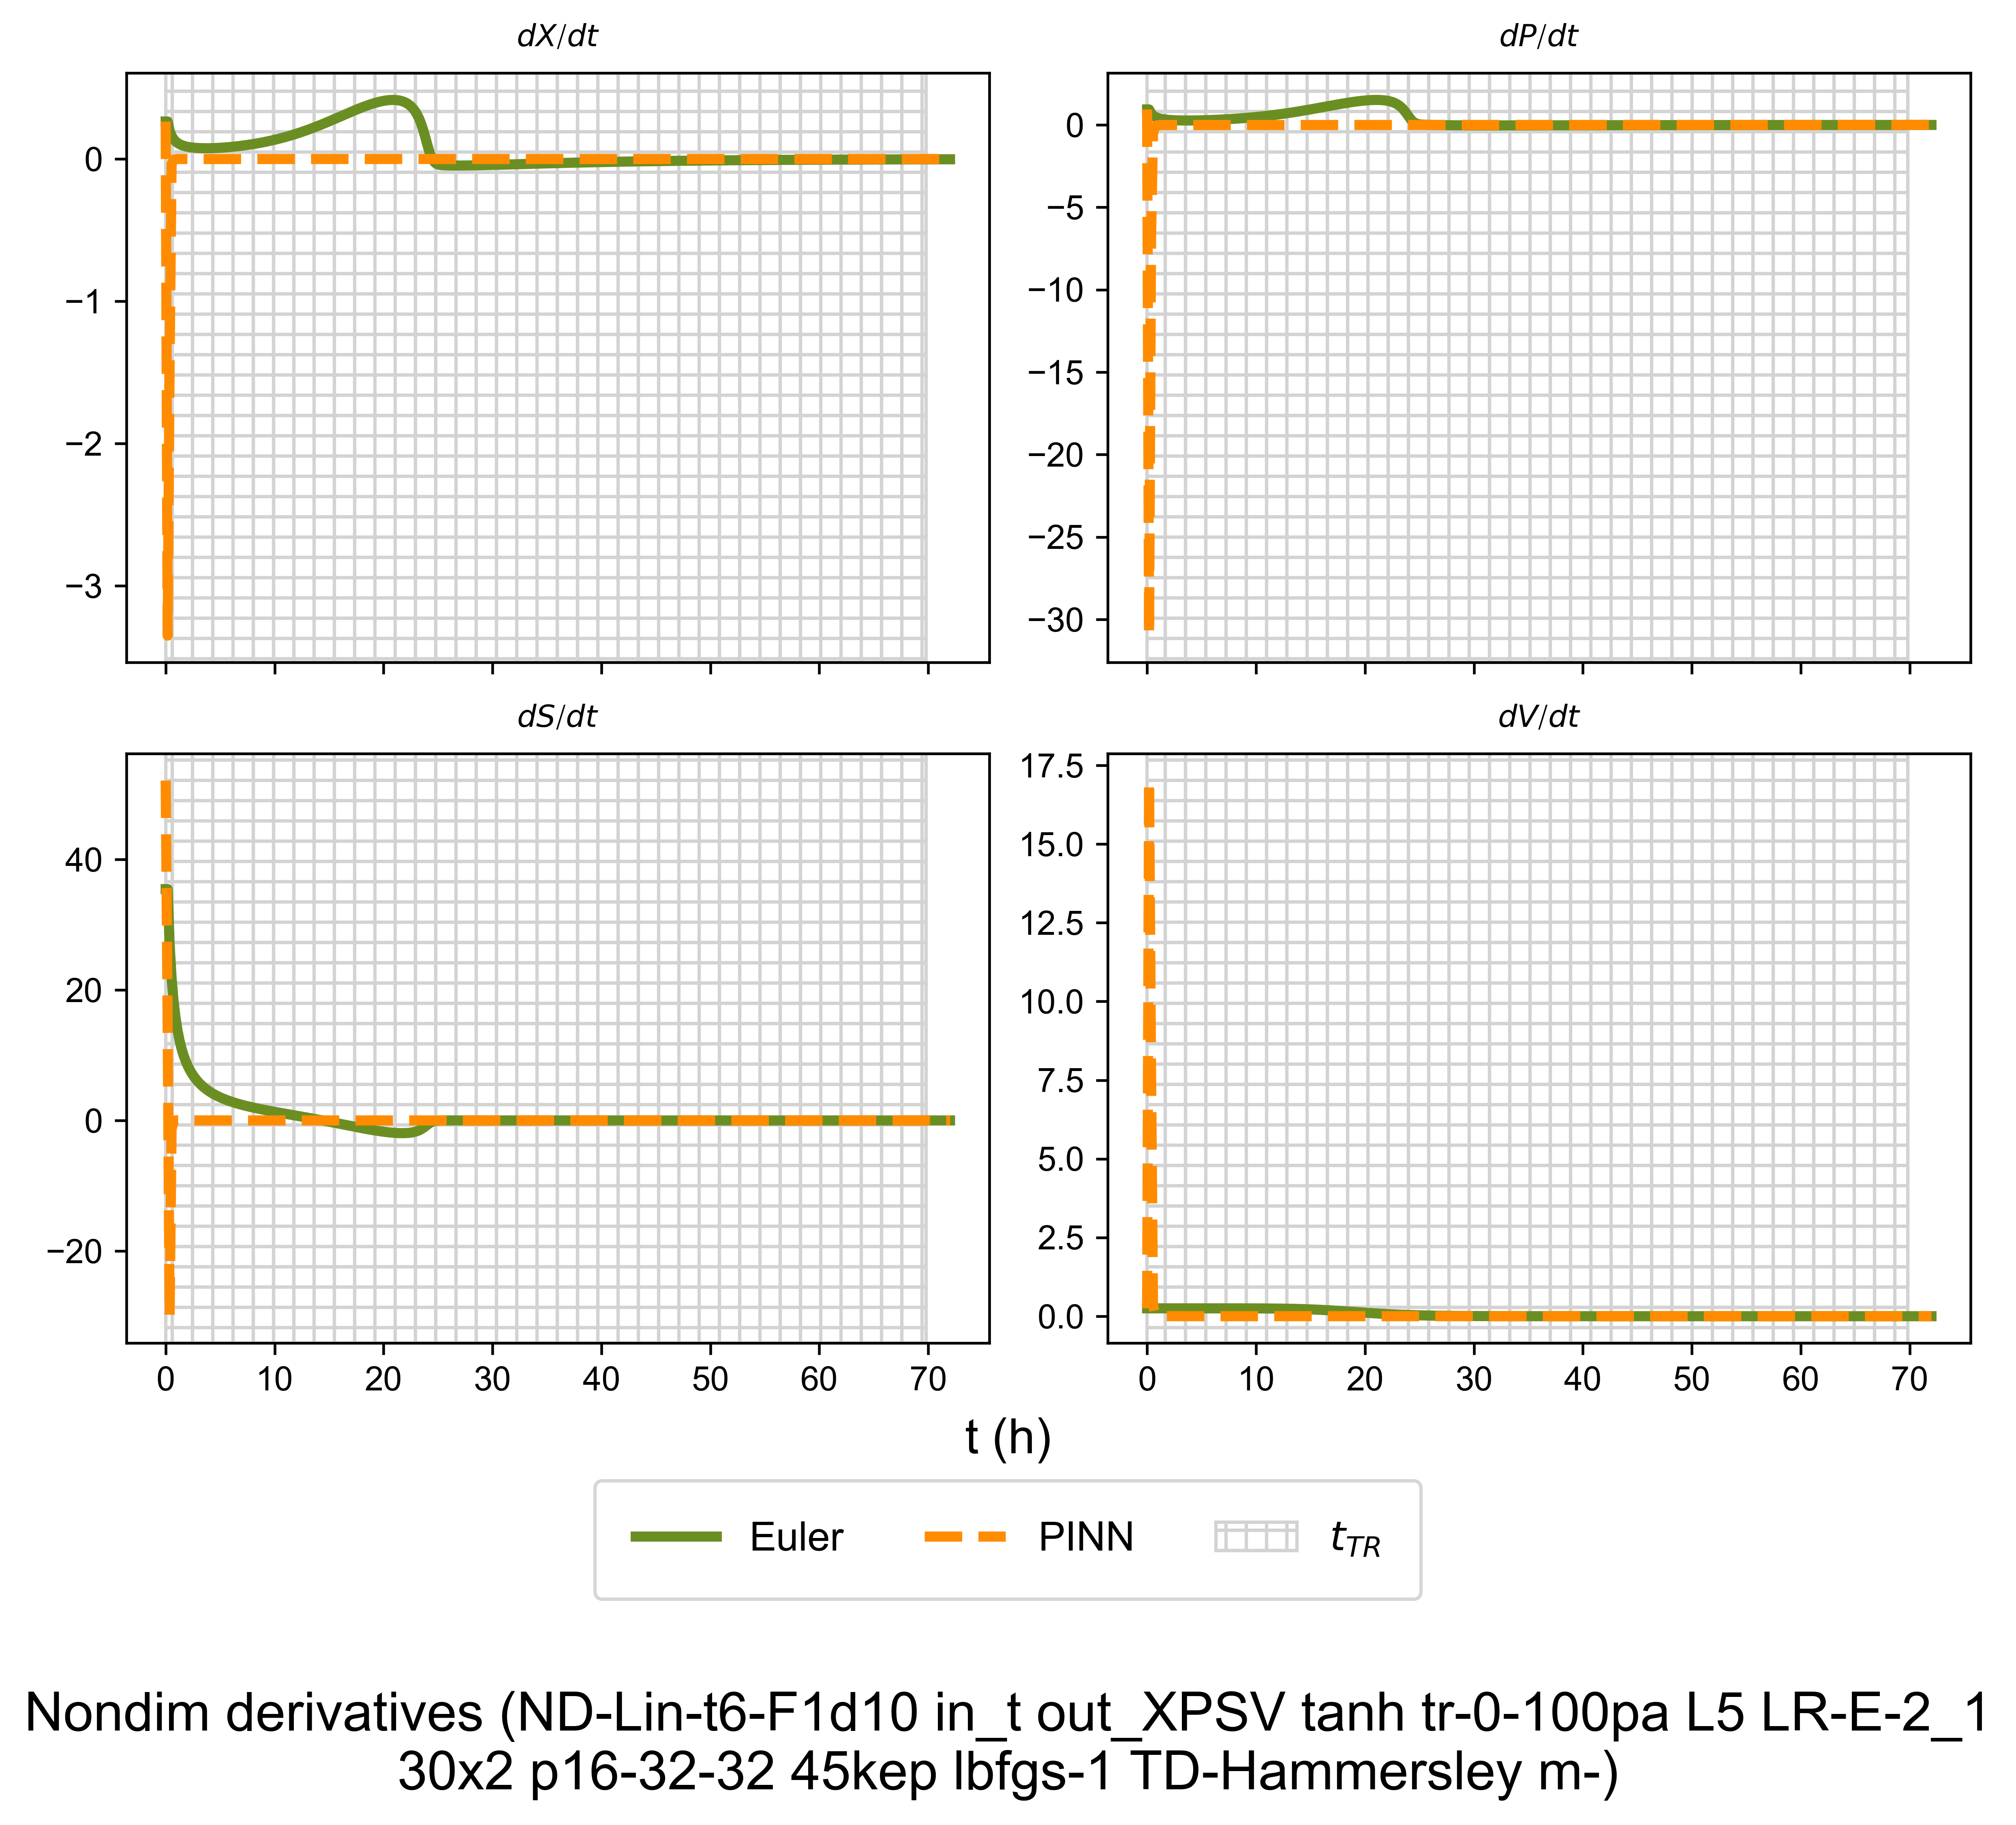 dX/dt
dP/dt
0
−1
−2
−3
0
−5
−10
−15
−20
−25
−30
dS/dt
dV/dt
40
20
0
−20
17.5
15.0
12.5
10.0
7.5
5.0
2.5
0.0
0 10 20 30 40 50 60 70
0 10 20 30 40 50 60 70
t (h)
Euler PINN t_TR
Nondim derivatives (ND-Lin-t6-F1d10 in_t out_XPSV tanh tr-0-100pa L5 LR-E-2_1
30x2 p16-32-32 45kep lbfgs-1 TD-Hammersley m-)